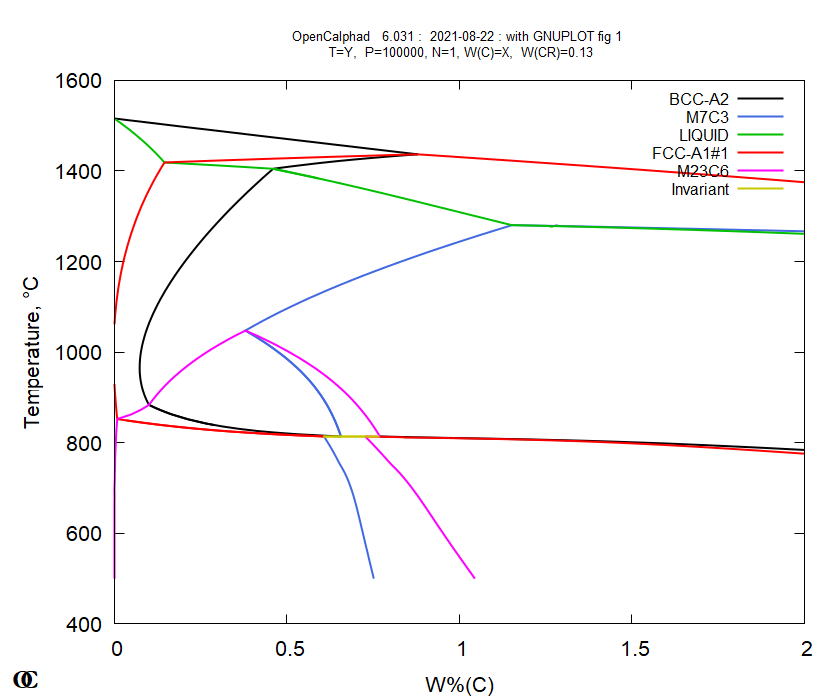 OpenCalphad 6.031 : 2021-08-22 : with GNUPLOT fig 1
T=Y, P=100000, N=1, W(C)=X, W(CR)=0.13
1600
1400
1200
1000
800
600
400
Temperature, °C
BCC-A2
M7C3
LIQUID
FCC-A1#1
M23C6
Invariant
0
0.5
1
1.5
2
W%(C)
OC